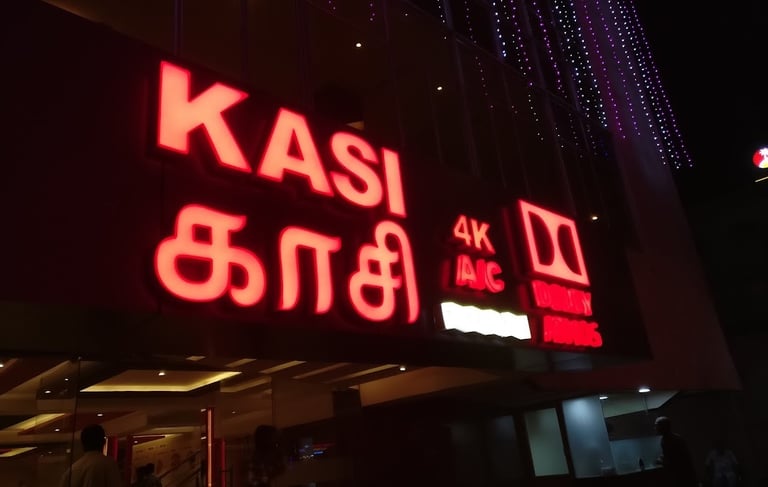 KASI
காசி
4K
A/C
DOLBY
ATMOS